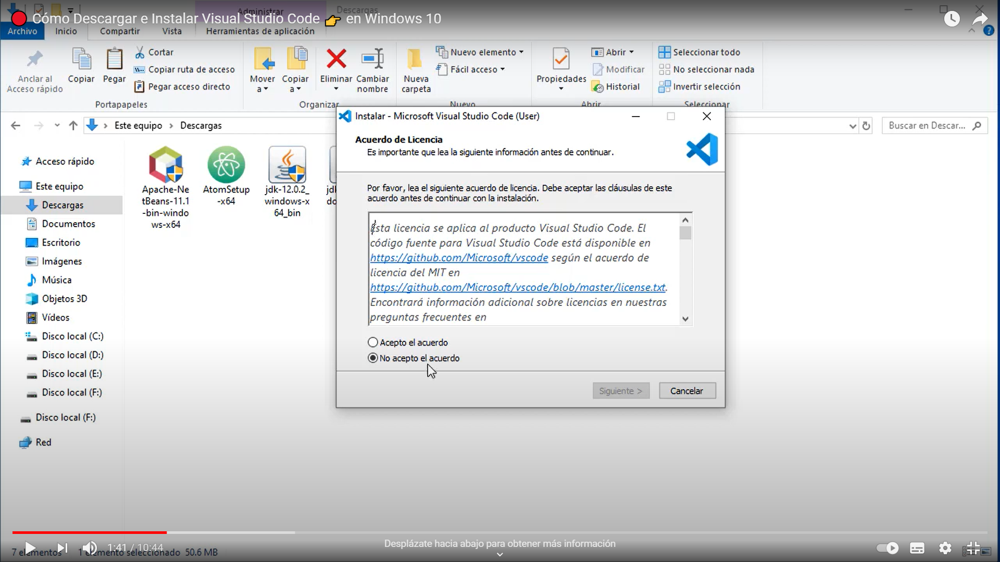 Administrar
Descargas
Cómo Descargar e Instalar Visual Studio Code 👉 en Windows 10
Archivo
Inicio
Compartir
Vista
Herramientas de aplicación
Anclar al
Acceso rápido
Copiar
Pegar
Cortar
Copiar ruta de acceso
Pegar acceso directo
Portapapeles
Mover
a
Copiar
a
Eliminar
Cambiar
nombre
Organizar
Nueva
carpeta
Nuevo elemento
Fácil acceso
Nuevo
Propiedades
Abrir
Modificar
Historial
Abrir
Seleccionar todo
No seleccionar nada
Invertir selección
Seleccionar
Este equipo
Descargas
Buscar en Descar...
Acceso rápido
Este equipo
Descargas
Documentos
Escritorio
Imágenes
Música
Objetos 3D
Vídeos
Disco local (C:)
Disco local (D:)
Disco local (E:)
Disco local (F:)
Disco local (F:)
Red
Apache-Ne
tBeans-11.1
-bin-windo
ws-x64
AtomSetup
-x64
jdk-12.0.2_
windows-x
64_bin
Instalar - Microsoft Visual Studio Code (User)
Acuerdo de Licencia
Es importante que lea la siguiente información antes de continuar.
Por favor, lea el siguiente acuerdo de licencia. Debe aceptar las cláusulas de este
acuerdo antes de continuar con la instalación.
Esta licencia se aplica al producto Visual Studio Code. El
código fuente para Visual Studio Code está disponible en
https://github.com/Microsoft/vscode según el acuerdo de
licencia del MIT en
https://github.com/Microsoft/vscode/blob/master/license.txt.
Encontrará información adicional sobre licencias en nuestras
preguntas frecuentes en
Acepto el acuerdo
No acepto el acuerdo
Siguiente >
Cancelar
Desplázate hacia abajo para obtener más información
1:41 / 10:44
7 elementos
1 elemento seleccionado 50.6 MB